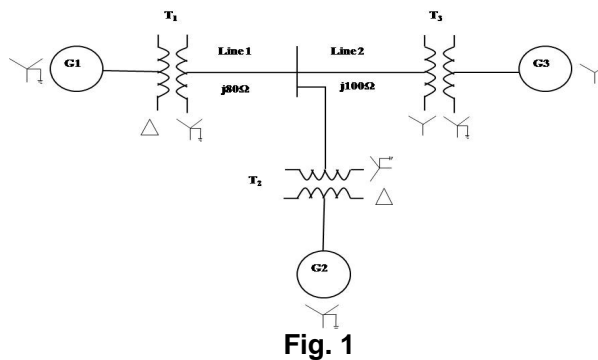 T₁
T₃
G1
Line 1
Line 2
G3
j80Ω
j100Ω
T₂
G2
Fig. 1